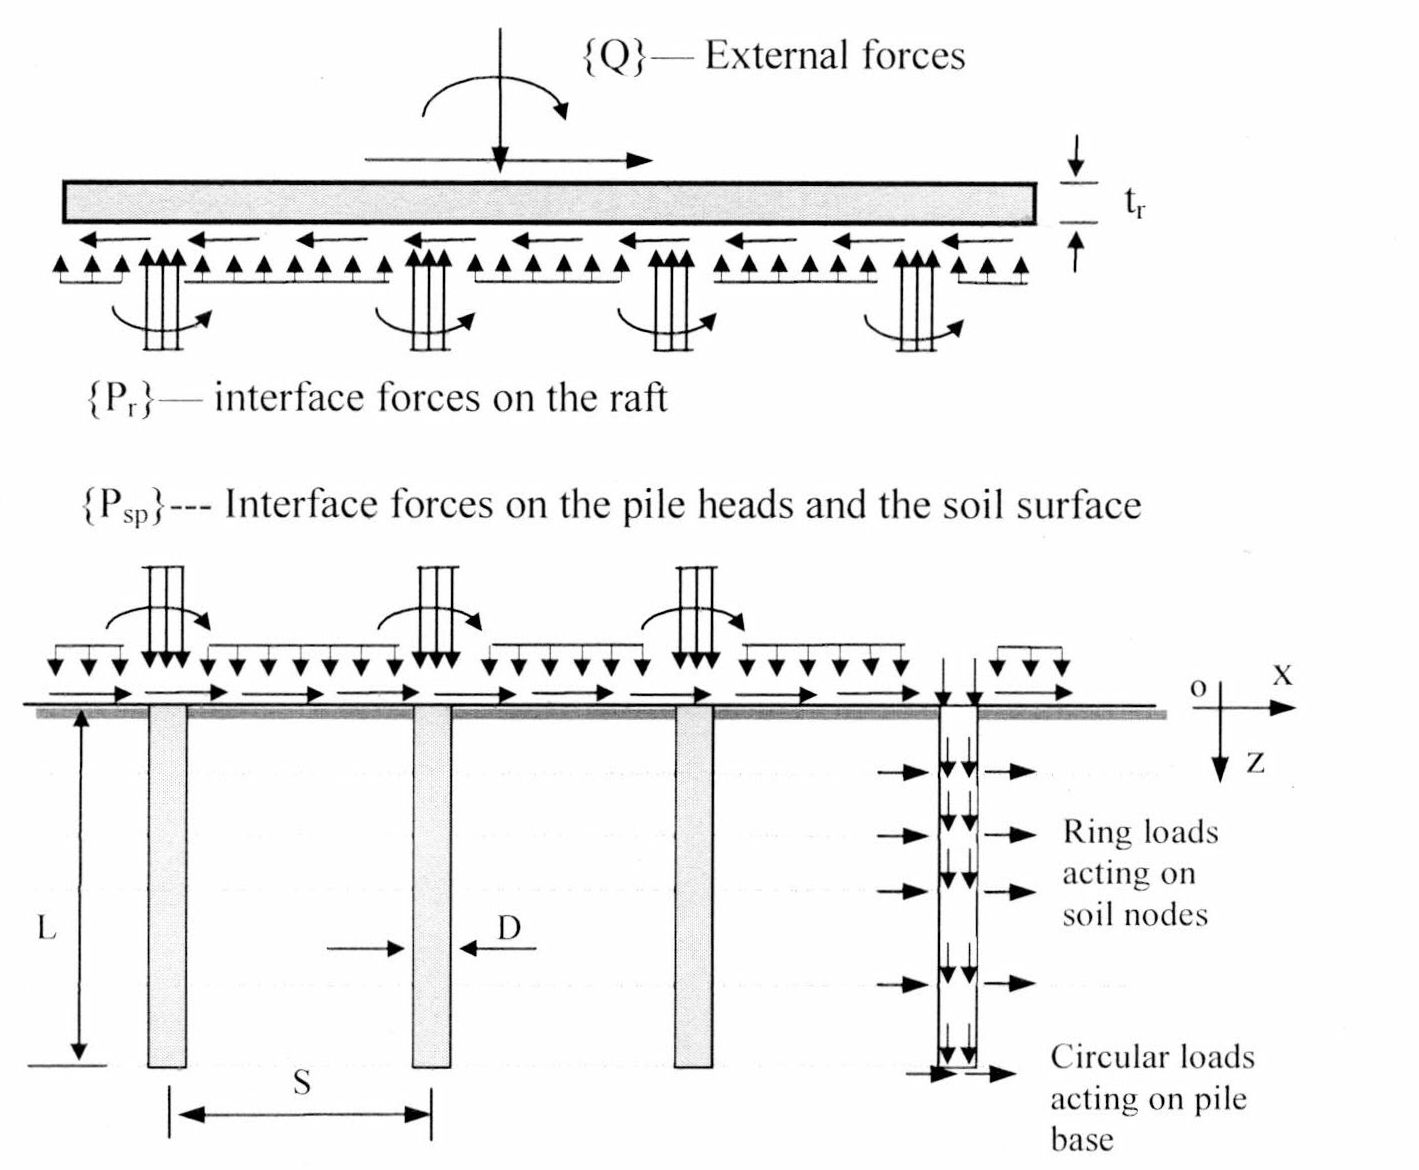 {Q}— External forces
t_r
{P_r}— interface forces on the raft
{P_sp}--- Interface forces on the pile heads and the soil surface
o
X
Z
Ring loads
acting on
soil nodes
L
D
Circular loads
acting on pile
base
S